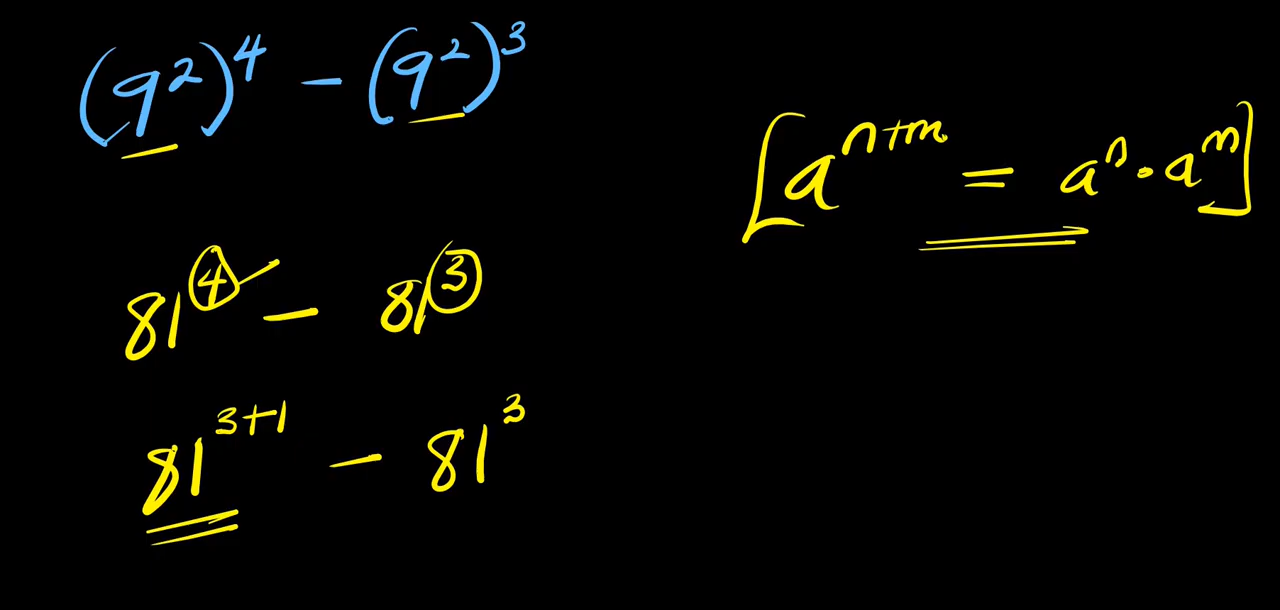 (9²)⁴ − (9²)³
[aⁿ⁺ᵐ = aⁿ · aᵐ]
81⁴ − 81³
81³⁺¹ − 81³